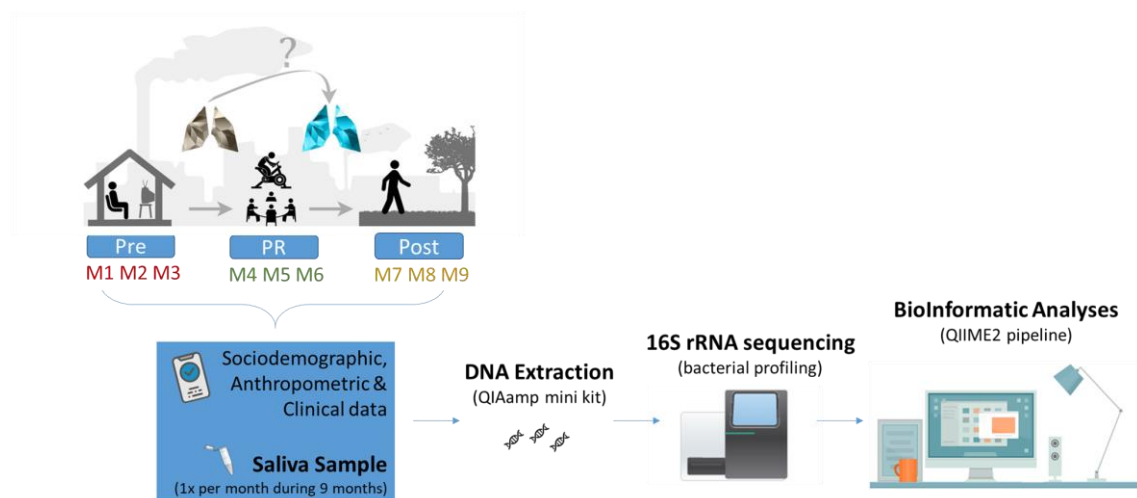 ?
Pre
PR
Post
M1 M2 M3
M4 M5 M6
M7 M8 M9
Sociodemographic,
Anthropometric &
Clinical data
Saliva Sample
(1x per month during 9 months)
DNA Extraction
(QIAamp mini kit)
16S rRNA sequencing
(bacterial profiling)
BioInformatic Analyses
(QIIME2 pipeline)